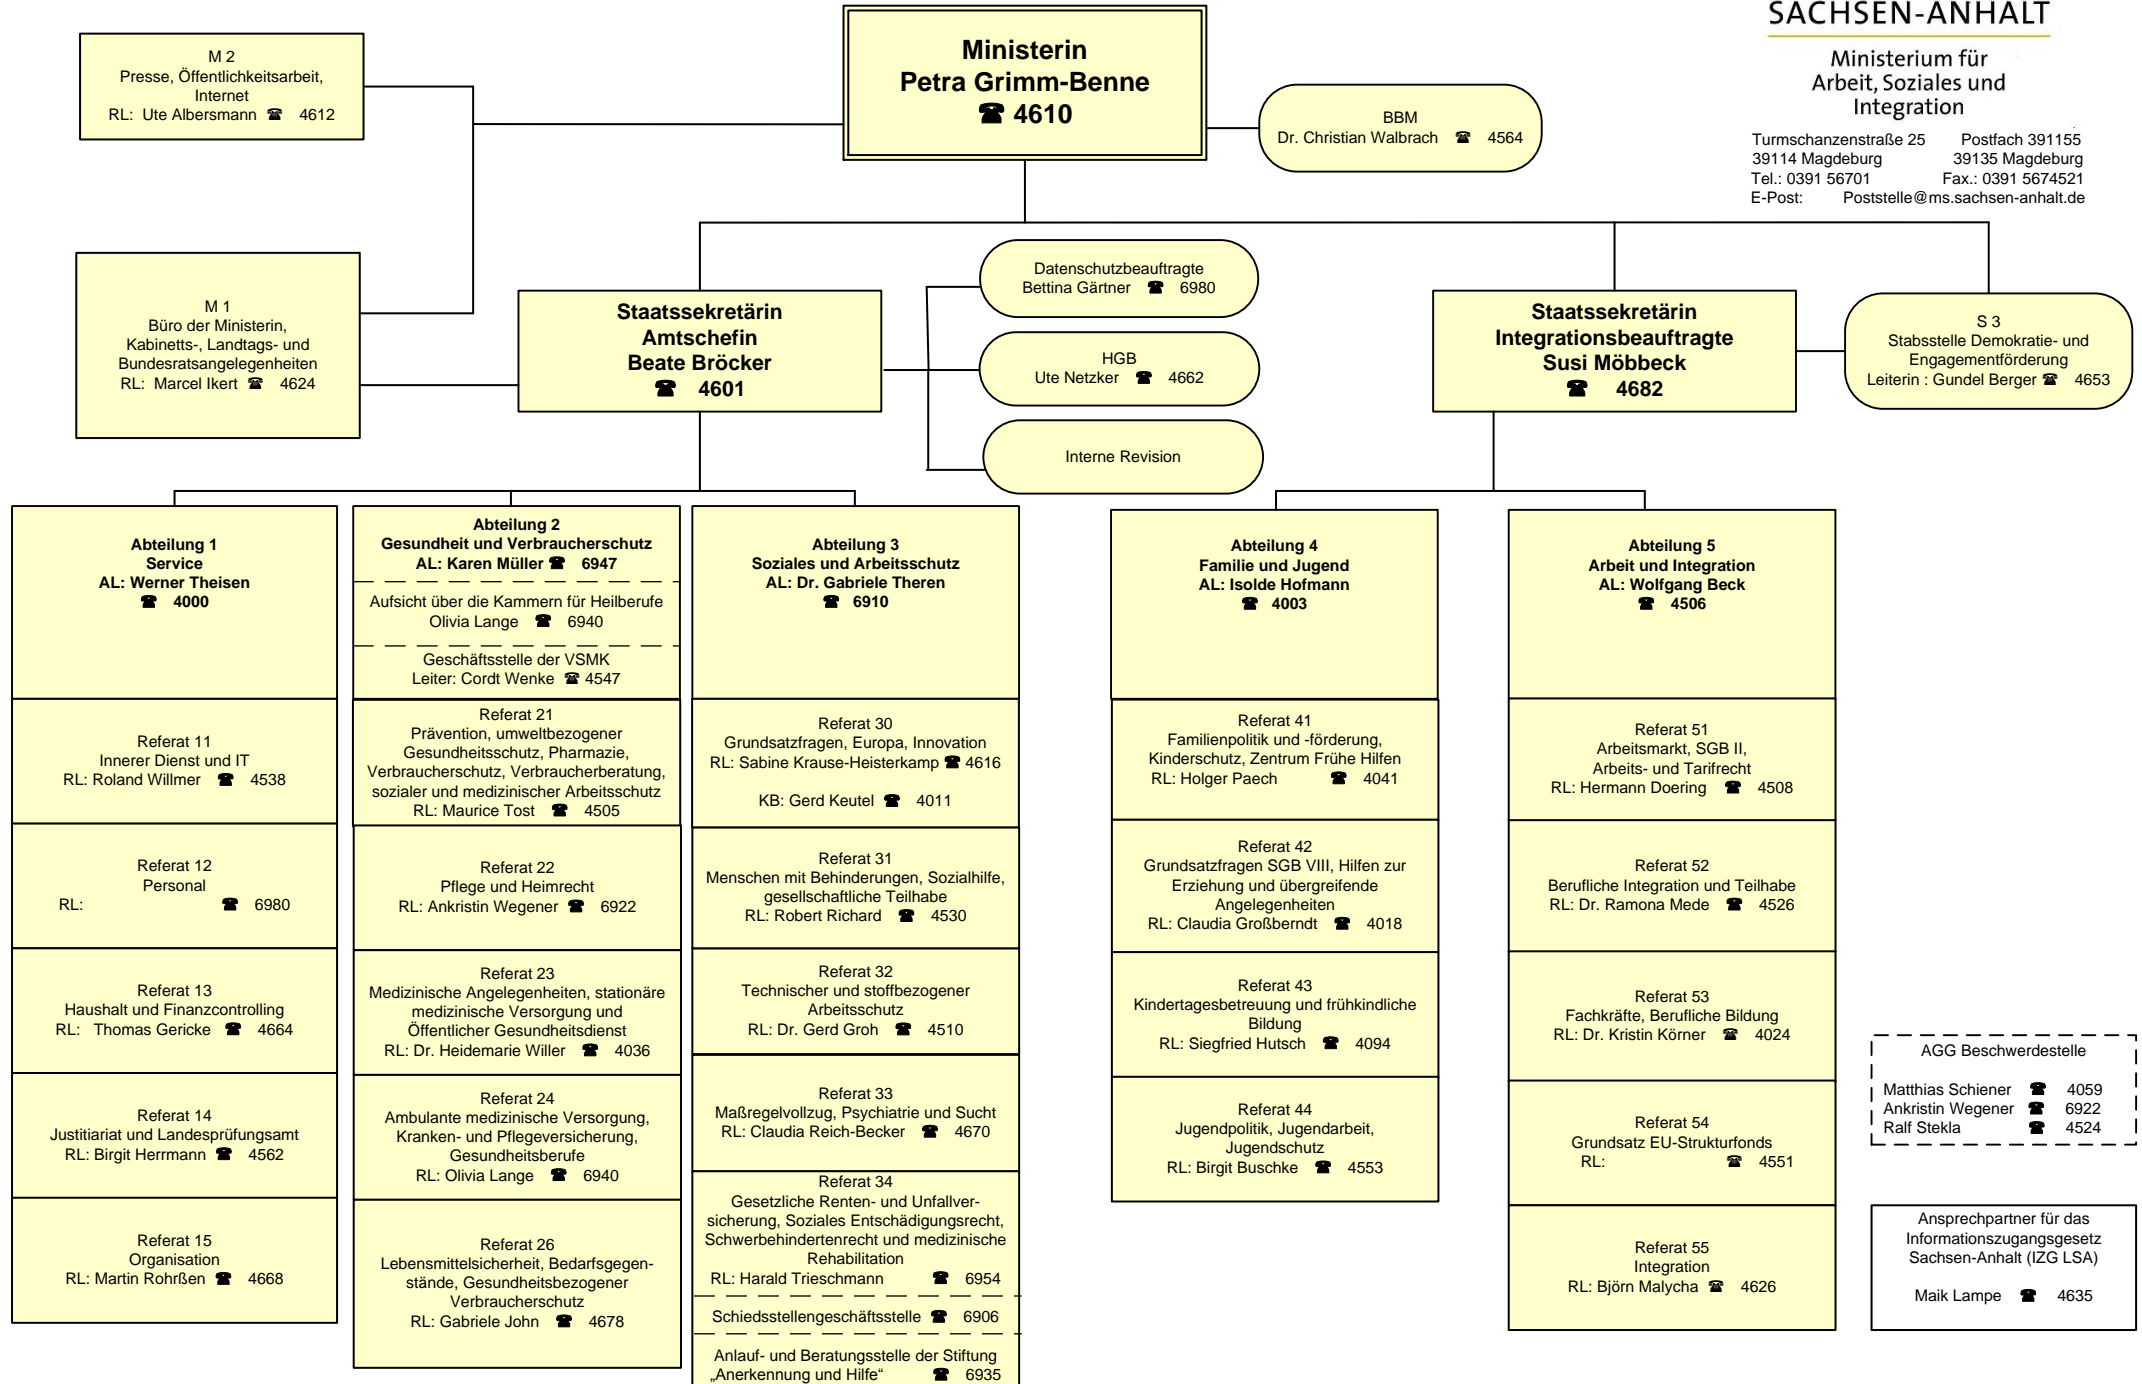 SACHSEN-ANHALT
Ministerium für
Arbeit, Soziales und
Integration
Turmschanzenstraße 25 Postfach 391155
39114 Magdeburg 39135 Magdeburg
Tel.: 0391 56701 Fax.: 0391 5674521
E-Post: Poststelle@ms.sachsen-anhalt.de
Ministerin
Petra Grimm-Benne
☎ 4610
M 2
Presse, Öffentlichkeitsarbeit,
Internet
RL: Ute Albersmann ☎ 4612
BBM
Dr. Christian Walbrach ☎ 4564
M 1
Büro der Ministerin,
Kabinetts-, Landtags- und
Bundesratsangelegenheiten
RL: Marcel Ikert ☎ 4624
Staatssekretärin
Amtschefin
Beate Bröcker
☎ 4601
Datenschutzbeauftragte
Bettina Gärtner ☎ 6980
HGB
Ute Netzker ☎ 4662
Interne Revision
Staatssekretärin
Integrationsbeauftragte
Susi Möbbeck
☎ 4682
S 3
Stabsstelle Demokratie- und
Engagementförderung
Leiterin : Gundel Berger ☎ 4653
Abteilung 1
Service
AL: Werner Theisen
☎ 4000
Referat 11
Innerer Dienst und IT
RL: Roland Willmer ☎ 4538
Referat 12
Personal
RL: ☎ 6980
Referat 13
Haushalt und Finanzcontrolling
RL: Thomas Gericke ☎ 4664
Referat 14
Justitiariat und Landesprüfungsamt
RL: Birgit Herrmann ☎ 4562
Referat 15
Organisation
RL: Martin Rohrßen ☎ 4668
Abteilung 2
Gesundheit und Verbraucherschutz
AL: Karen Müller ☎ 6947
Aufsicht über die Kammern für Heilberufe
Olivia Lange ☎ 6940
Geschäftsstelle der VSMK
Leiter: Cordt Wenke ☎ 4547
Referat 21
Prävention, umweltbezogener
Gesundheitsschutz, Pharmazie,
Verbraucherschutz, Verbraucherberatung,
sozialer und medizinischer Arbeitsschutz
RL: Maurice Tost ☎ 4505
Referat 22
Pflege und Heimrecht
RL: Ankristin Wegener ☎ 6922
Referat 23
Medizinische Angelegenheiten, stationäre
medizinische Versorgung und
Öffentlicher Gesundheitsdienst
RL: Dr. Heidemarie Willer ☎ 4036
Referat 24
Ambulante medizinische Versorgung,
Kranken- und Pflegeversicherung,
Gesundheitsberufe
RL: Olivia Lange ☎ 6940
Referat 26
Lebensmittelsicherheit, Bedarfsgegen-
stände, Gesundheitsbezogener
Verbraucherschutz
RL: Gabriele John ☎ 4678
Abteilung 3
Soziales und Arbeitsschutz
AL: Dr. Gabriele Theren
☎ 6910
Referat 30
Grundsatzfragen, Europa, Innovation
RL: Sabine Krause-Heisterkamp ☎ 4616
KB: Gerd Keutel ☎ 4011
Referat 31
Menschen mit Behinderungen, Sozialhilfe,
gesellschaftliche Teilhabe
RL: Robert Richard ☎ 4530
Referat 32
Technischer und stoffbezogener
Arbeitsschutz
RL: Dr. Gerd Groh ☎ 4510
Referat 33
Maßregelvollzug, Psychiatrie und Sucht
RL: Claudia Reich-Becker ☎ 4670
Referat 34
Gesetzliche Renten- und Unfallver-
sicherung, Soziales Entschädigungsrecht,
Schwerbehindertenrecht und medizinische
Rehabilitation
RL: Harald Trieschmann ☎ 6954
Schiedsstellengeschäftsstelle ☎ 6906
Anlauf- und Beratungsstelle der Stiftung
„Anerkennung und Hilfe“ ☎ 6935
Abteilung 4
Familie und Jugend
AL: Isolde Hofmann
☎ 4003
Referat 41
Familienpolitik und -förderung,
Kinderschutz, Zentrum Frühe Hilfen
RL: Holger Paech ☎ 4041
Referat 42
Grundsatzfragen SGB VIII, Hilfen zur
Erziehung und übergreifende
Angelegenheiten
RL: Claudia Großberndt ☎ 4018
Referat 43
Kindertagesbetreuung und frühkindliche
Bildung
RL: Siegfried Hutsch ☎ 4094
Referat 44
Jugendpolitik, Jugendarbeit,
Jugendschutz
RL: Birgit Buschke ☎ 4553
Abteilung 5
Arbeit und Integration
AL: Wolfgang Beck
☎ 4506
Referat 51
Arbeitsmarkt, SGB II,
Arbeits- und Tarifrecht
RL: Hermann Doering ☎ 4508
Referat 52
Berufliche Integration und Teilhabe
RL: Dr. Ramona Mede ☎ 4526
Referat 53
Fachkräfte, Berufliche Bildung
RL: Dr. Kristin Körner ☎ 4024
Referat 54
Grundsatz EU-Strukturfonds
RL: ☎ 4551
Referat 55
Integration
RL: Björn Malycha ☎ 4626
AGG Beschwerdestelle
Matthias Schiener ☎ 4059
Ankristin Wegener ☎ 6922
Ralf Stekla ☎ 4524
Ansprechpartner für das
Informationszugangsgesetz
Sachsen-Anhalt (IZG LSA)
Maik Lampe ☎ 4635